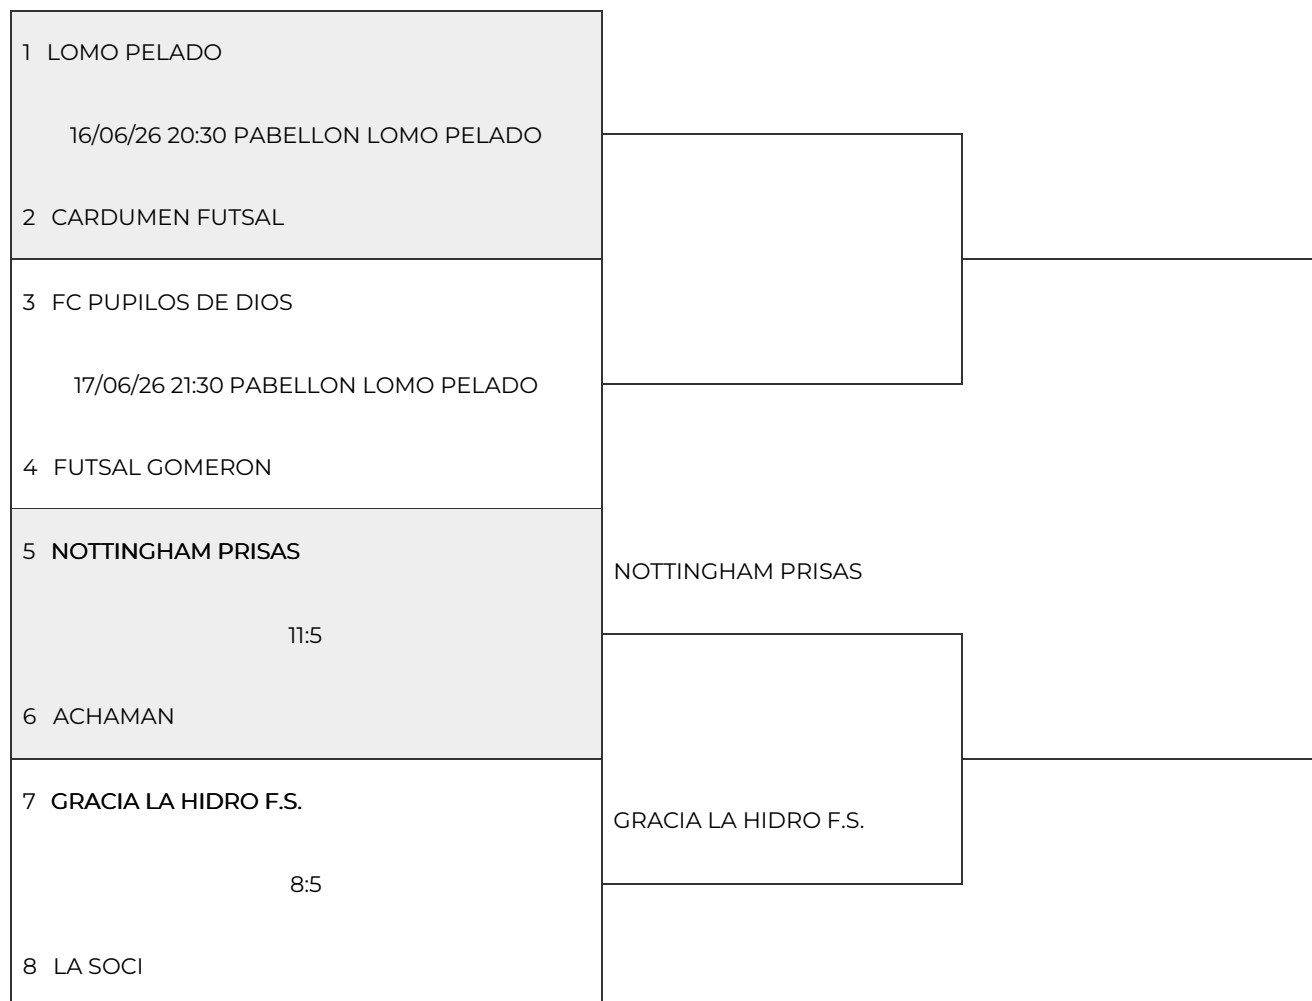 1 LOMO PELADO
16/06/26 20:30 PABELLON LOMO PELADO
2 CARDUMEN FUTSAL
3 FC PUPILOS DE DIOS
17/06/26 21:30 PABELLON LOMO PELADO
4 FUTSAL GOMERON
5 NOTTINGHAM PRISAS
11:5
6 ACHAMAN
7 GRACIA LA HIDRO F.S.
8:5
8 LA SOCI
NOTTINGHAM PRISAS
GRACIA LA HIDRO F.S.